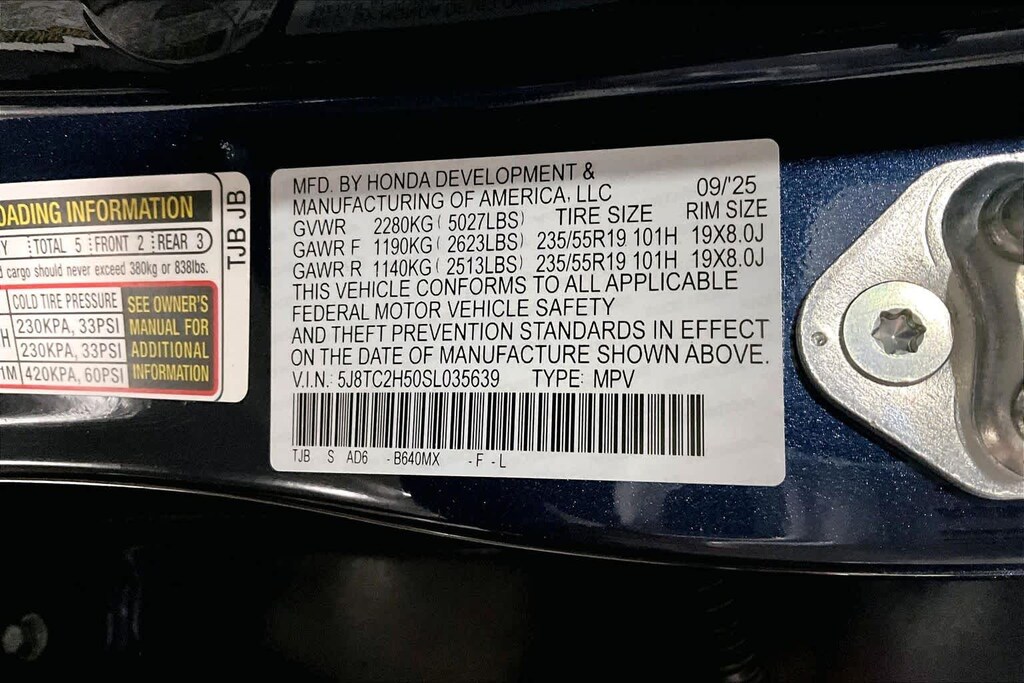 OADING INFORMATION
Y TOTAL 5 FRONT 2 REAR 3
cargo should never exceed 380kg or 838lbs.
COLD TIRE PRESSURE
H 230KPA, 33PSI
230KPA, 33PSI
1M 420KPA, 60PSI
SEE OWNER'S
MANUAL FOR
ADDITIONAL
INFORMATION
TJB JB
MFD. BY HONDA DEVELOPMENT &
MANUFACTURING OF AMERICA, LLC 09/'25
GVWR 2280KG ( 5027LBS) TIRE SIZE RIM SIZE
GAWR F 1190KG ( 2623LBS) 235/55R19 101H 19X8.0J
GAWR R 1140KG ( 2513LBS) 235/55R19 101H 19X8.0J
THIS VEHICLE CONFORMS TO ALL APPLICABLE
FEDERAL MOTOR VEHICLE SAFETY
AND THEFT PREVENTION STANDARDS IN EFFECT
ON THE DATE OF MANUFACTURE SHOWN ABOVE.
V.I.N.: 5J8TC2H50SL035639 TYPE: MPV
TJB S AD6 -B640MX -F-L